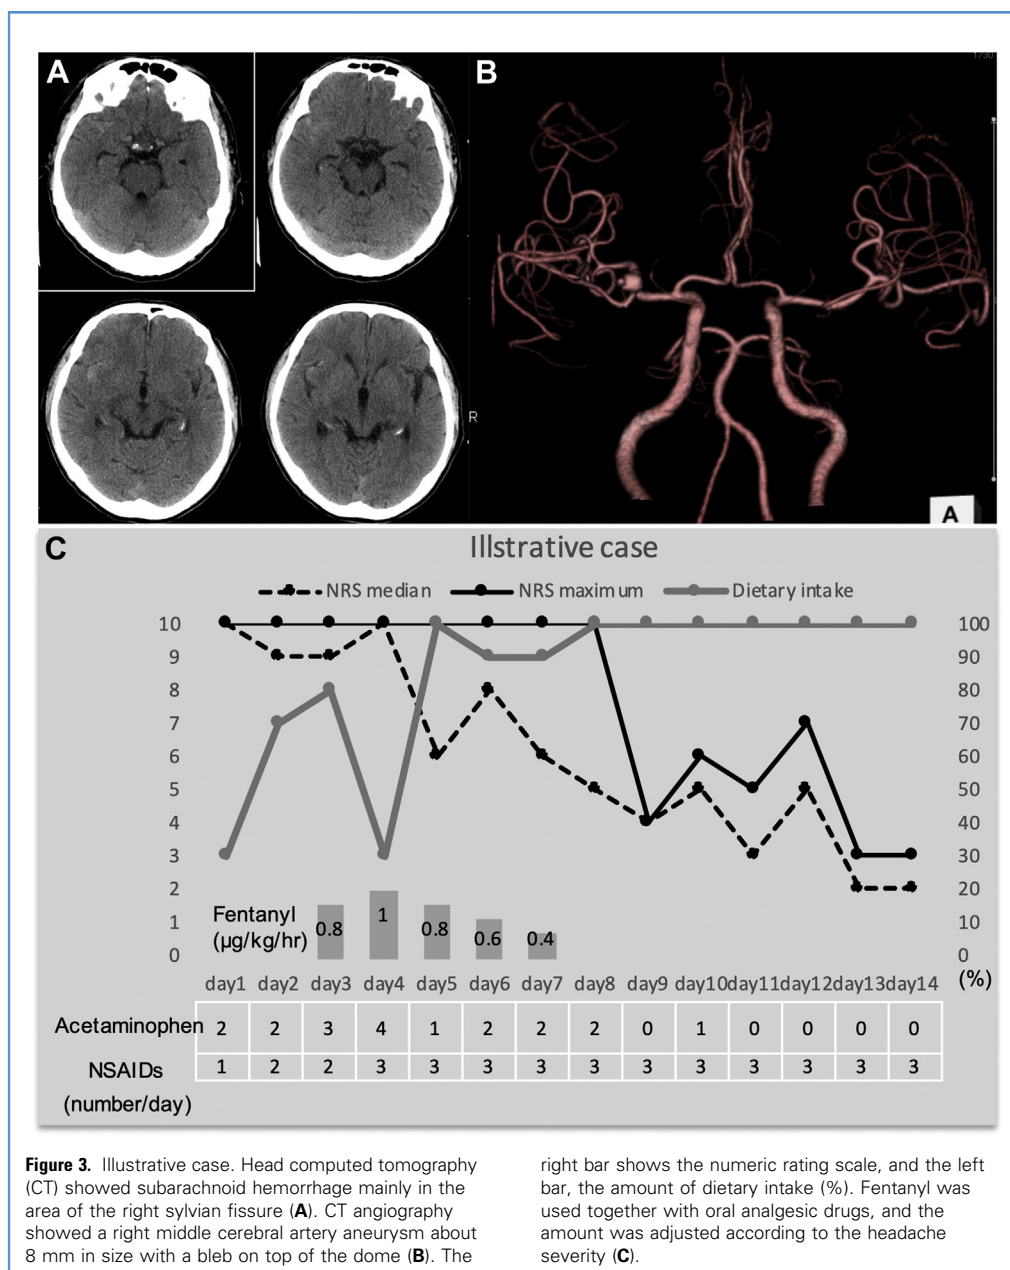 A
B
1730
R
A
C
Illstrative case
NRS median NRS maximum Dietary intake
10 100
9 90
8 80
7 70
6 60
5 50
4 40
3 30
2 20
1 10
0 0
Fentanyl
(µg/kg/hr)
0.8 1 0.8 0.6 0.4
day1 day2 day3 day4 day5 day6 day7 day8 day9 day10 day11 day12 day13 day14 (%)
Acetaminophen 2 2 3 4 1 2 2 2 0 1 0 0 0 0
NSAIDs 1 2 2 3 3 3 3 3 3 3 3 3 3 3
(number/day)
Figure 3. Illustrative case. Head computed tomography
(CT) showed subarachnoid hemorrhage mainly in the
area of the right sylvian fissure (A). CT angiography
showed a right middle cerebral artery aneurysm about
8 mm in size with a bleb on top of the dome (B). The
right bar shows the numeric rating scale, and the left
bar, the amount of dietary intake (%). Fentanyl was
used together with oral analgesic drugs, and the
amount was adjusted according to the headache
severity (C).